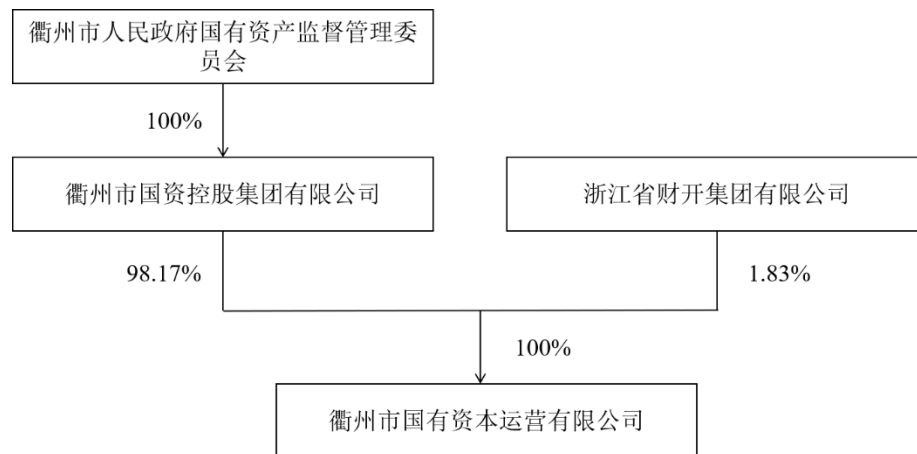 衢州市人民政府国有资产监督管理委
员会
100%
衢州市国资控股集团有限公司
浙江省财开集团有限公司
98.17%
1.83%
100%
衢州市国有资本运营有限公司